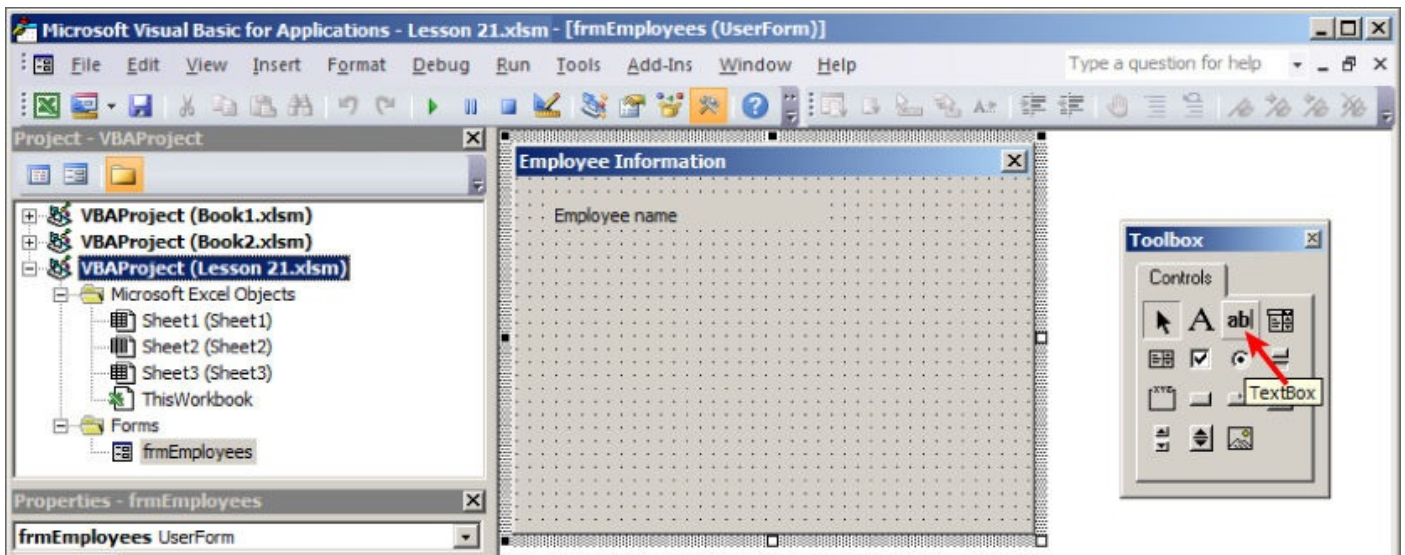 Microsoft Visual Basic for Applications - Lesson 21.xlsm - [frmEmployees (UserForm)]
File Edit View Insert Format Debug Run Tools Add-Ins Window Help Type a question for help
Project - VBAProject
VBAProject (Book1.xlsm)
VBAProject (Book2.xlsm)
VBAProject (Lesson 21.xlsm)
Microsoft Excel Objects
Sheet1 (Sheet1)
Sheet2 (Sheet2)
Sheet3 (Sheet3)
ThisWorkbook
Forms
frmEmployees
Properties - frmEmployees
frmEmployees UserForm
Employee Information
Employee name
Toolbox
Controls
A ab|
XYZ
TextBox